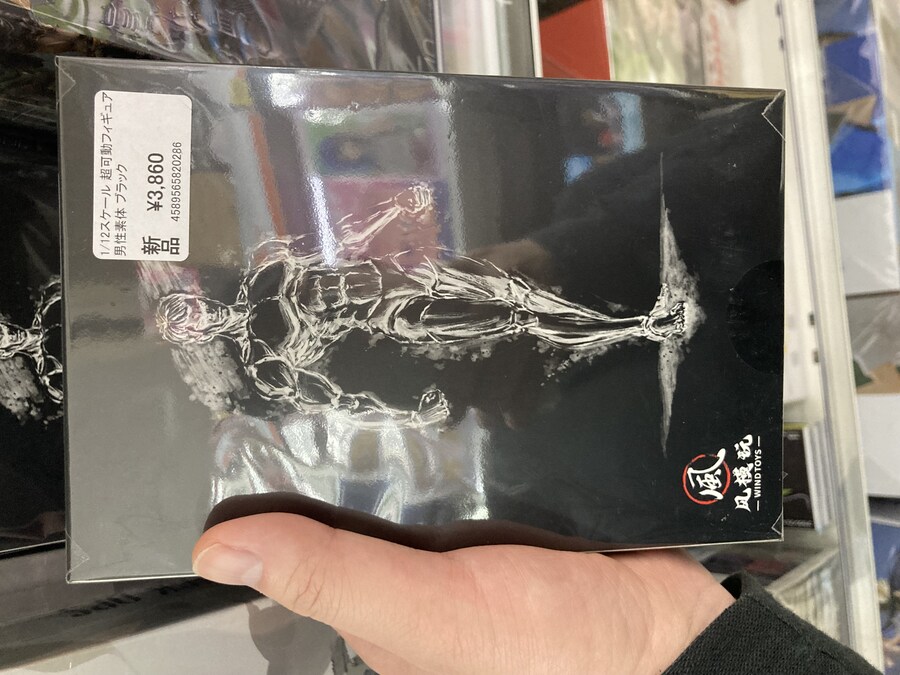 1/12スケール 超可動フィギュア
男性素体 ブラック
新品
¥3,860
4589565820286
風
风模玩
WINDTOYS